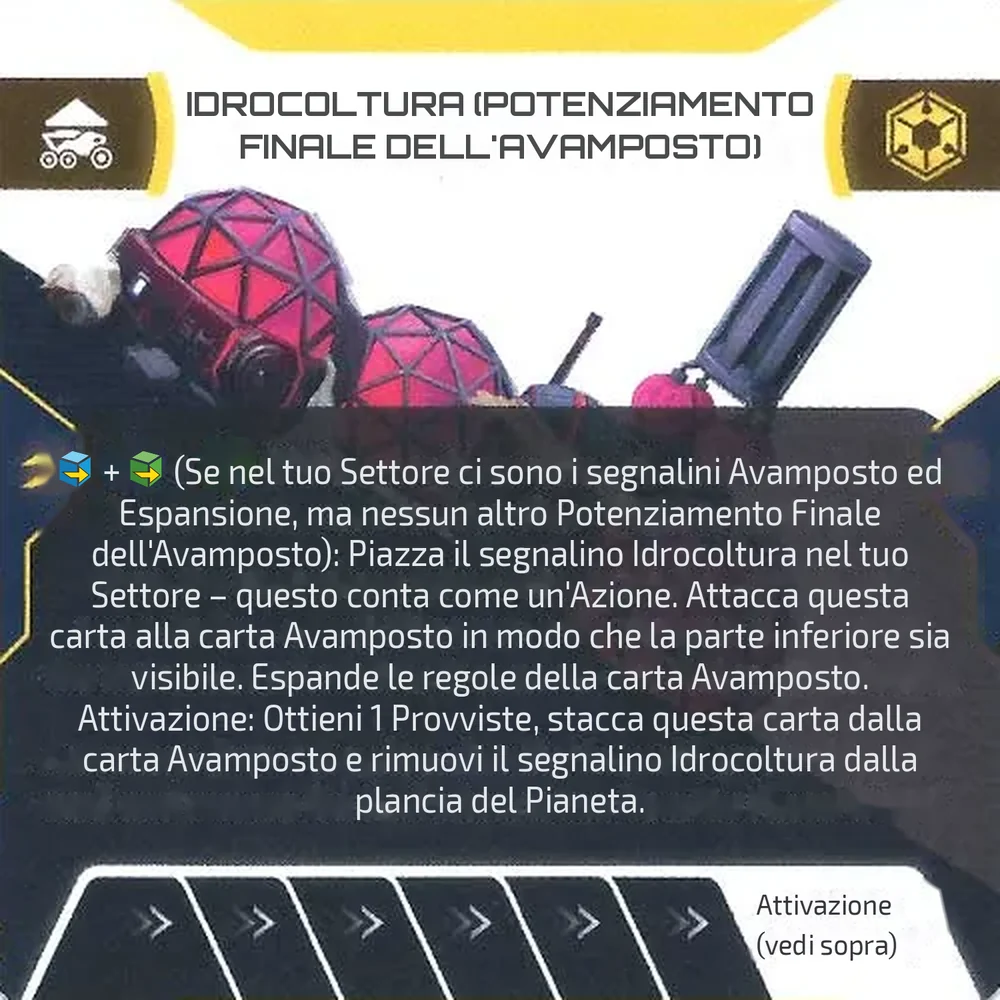 IDROCOLTURA (POTENZIAMENTO
FINALE DELL'AVAMPOSTO)
+ (Se nel tuo Settore ci sono i segnalini Avamposto ed
Espansione, ma nessun altro Potenziamento Finale
dell'Avamposto): Piazza il segnalino Idrocoltura nel tuo
Settore – questo conta come un'Azione. Attacca questa
carta alla carta Avamposto in modo che la parte inferiore sia
visibile. Espande le regole della carta Avamposto.
Attivazione: Ottieni 1 Provviste, stacca questa carta dalla
carta Avamposto e rimuovi il segnalino Idrocoltura dalla
plancia del Pianeta.
Attivazione
(vedi sopra)